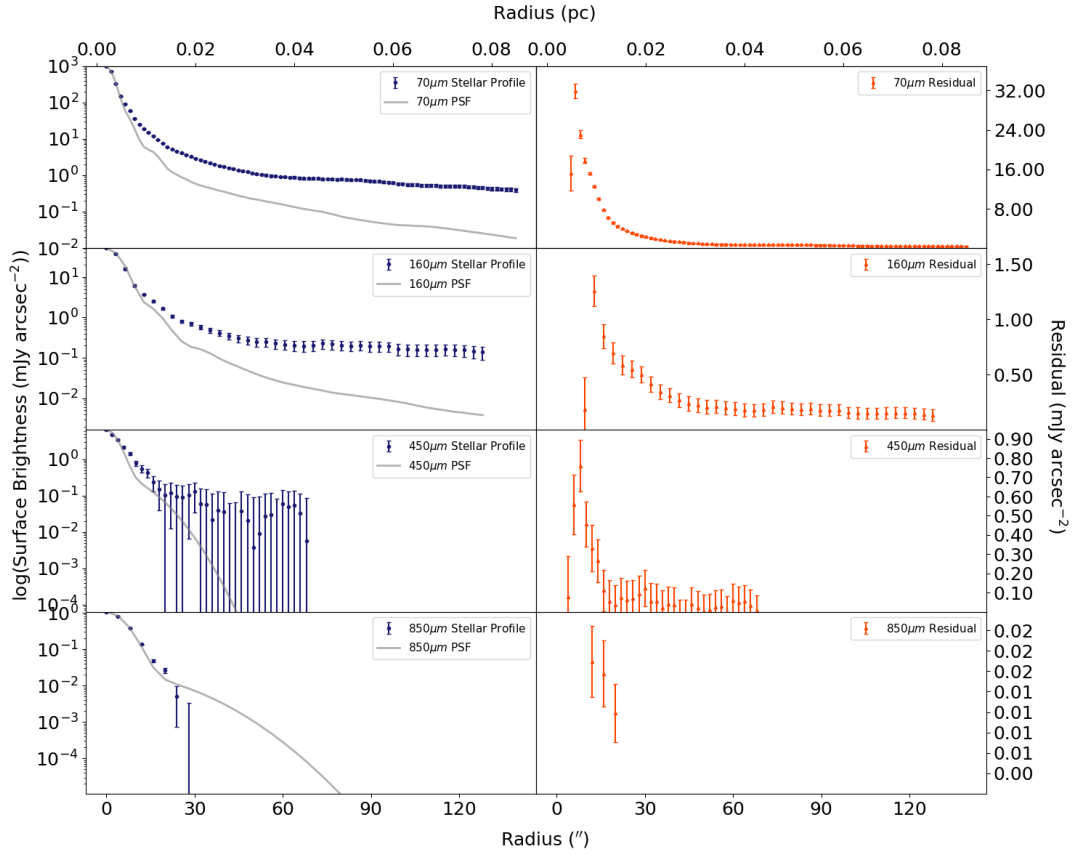 Radius (pc)
0.00 0.02 0.04 0.06 0.08 0.00 0.02 0.04 0.06 0.08
10³ 10² 10¹ 10⁰ 10⁻¹ 10⁻²
70μm Stellar Profile
70μm PSF
70μm Residual
32.00 24.00 16.00 8.00
10¹ 10⁰ 10⁻¹ 10⁻²
160μm Stellar Profile
160μm PSF
160μm Residual
1.50 1.00 0.50
log(Surface Brightness (mJy arcsec⁻²))
Residual (mJy arcsec⁻²)
10⁰ 10⁻¹ 10⁻² 10⁻³ 10⁻⁴
450μm Stellar Profile
450μm PSF
450μm Residual
0.90 0.80 0.70 0.60 0.50 0.40 0.30 0.20 0.10
10⁰ 10⁻¹ 10⁻² 10⁻³ 10⁻⁴
850μm Stellar Profile
850μm PSF
850μm Residual
0.02 0.02 0.02 0.01 0.01 0.01 0.01 0.00
0 30 60 90 120 0 30 60 90 120
Radius (″)